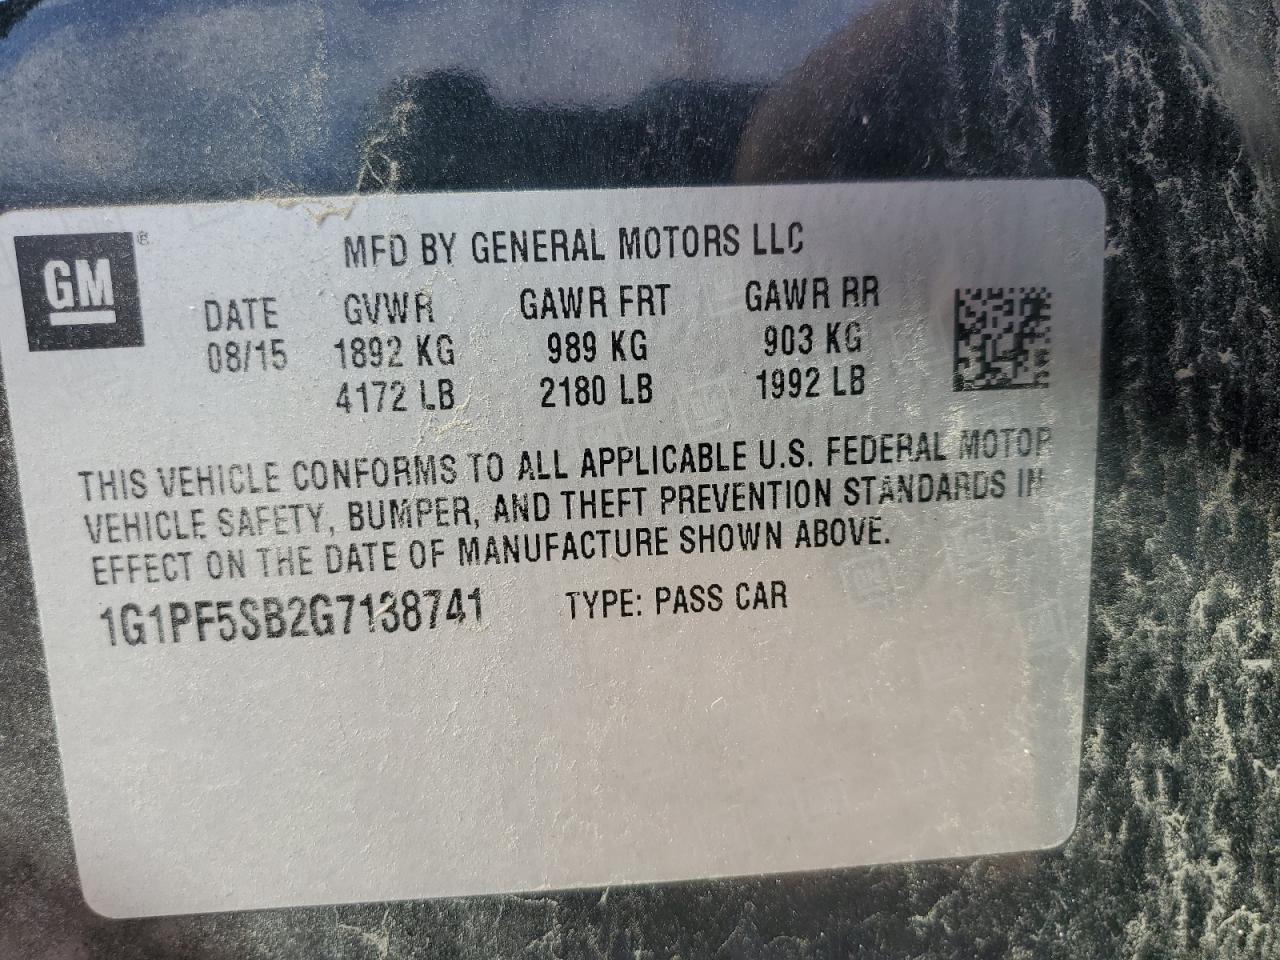 GM ®
MFD BY GENERAL MOTORS LLC
DATE GVWR GAWR FRT GAWR RR
08/15 1892 KG 989 KG 903 KG
4172 LB 2180 LB 1992 LB
THIS VEHICLE CONFORMS TO ALL APPLICABLE U.S. FEDERAL MOTOR
VEHICLE SAFETY, BUMPER, AND THEFT PREVENTION STANDARDS IN
EFFECT ON THE DATE OF MANUFACTURE SHOWN ABOVE.
1G1PF5SB2G7138741 TYPE: PASS CAR